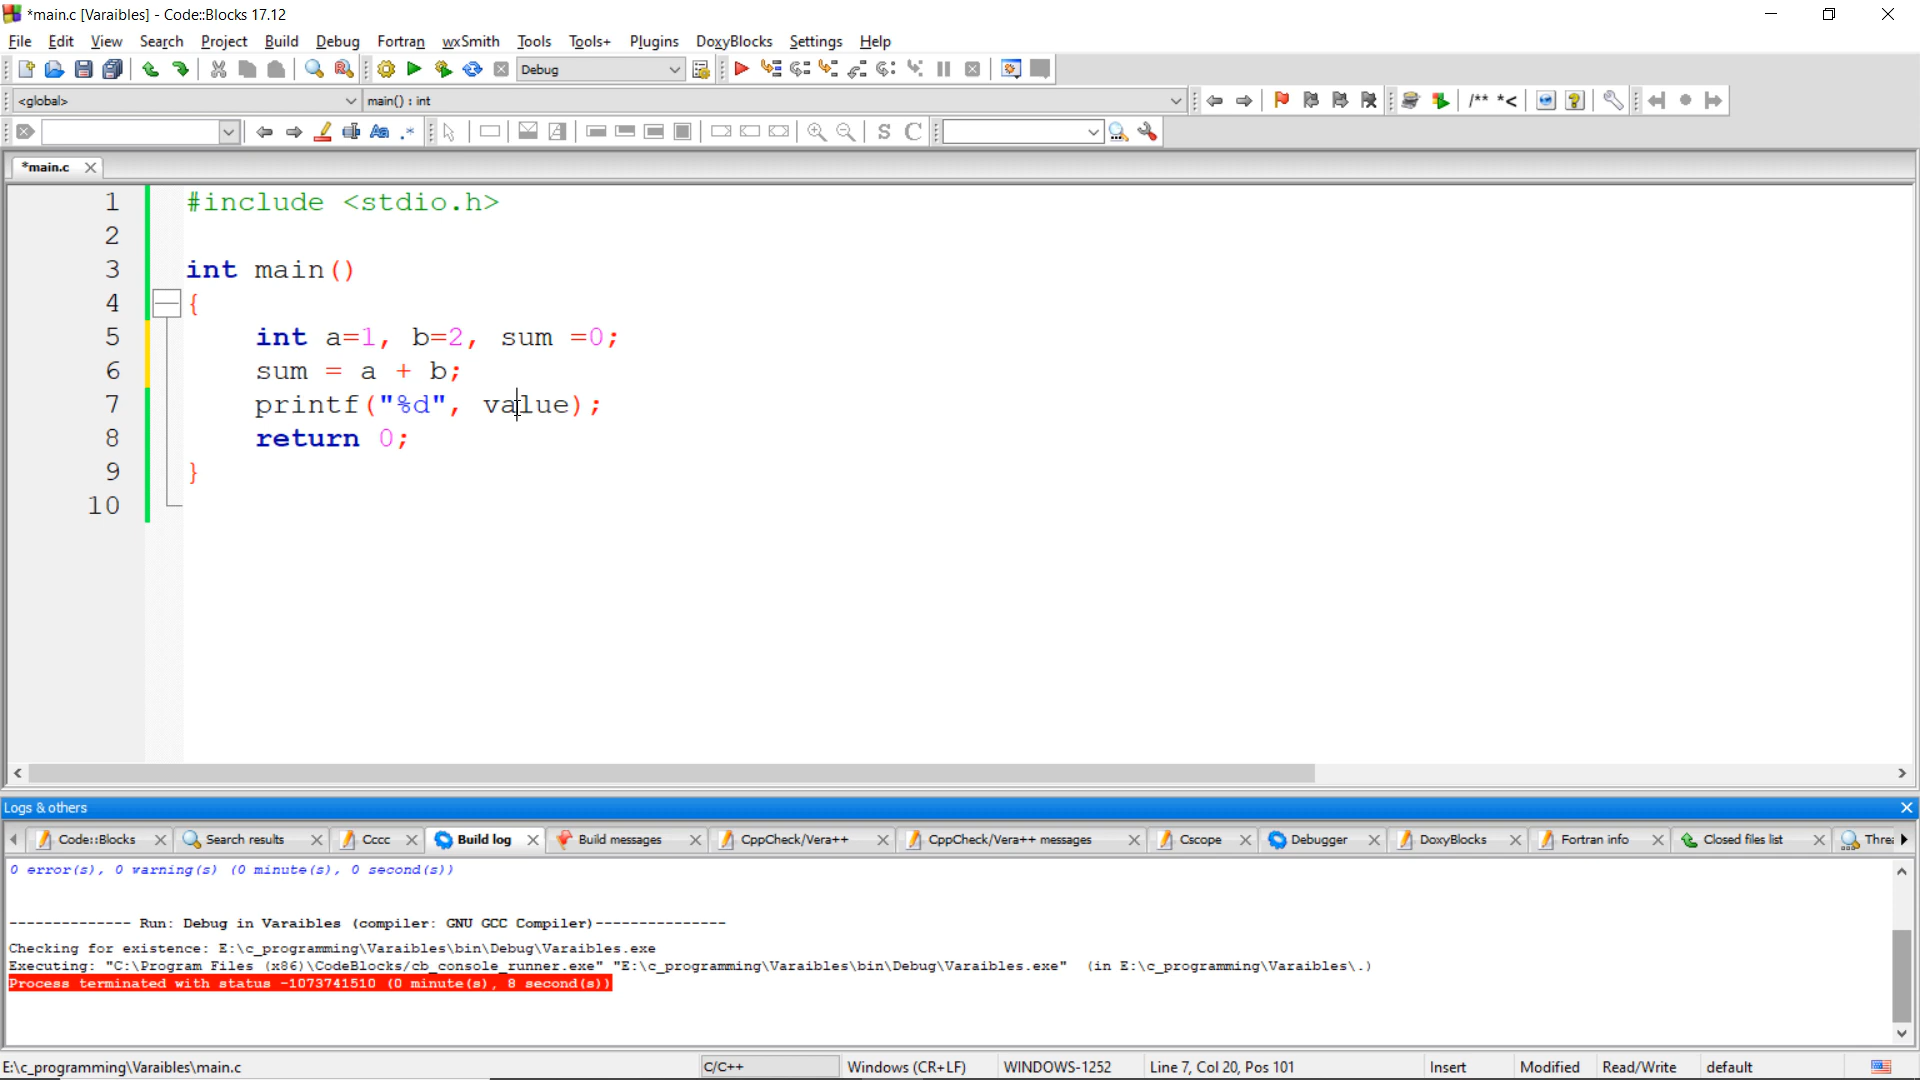 *main.c [Varaibles] - Code::Blocks 17.12
File Edit View Search Project Build Debug Fortran wxSmith Tools Tools+ Plugins DoxyBlocks Settings Help
Debug
<global> main() : int /** *<
Aa .* S C
*main.c
1 #include <stdio.h>
2
3 int main()
4 {
5 int a=1, b=2, sum =0;
6 sum = a + b;
7 printf("%d", value);
8 return 0;
9 }
10
Logs & others
Code::Blocks Search results Cccc Build log Build messages CppCheck/Vera++ CppCheck/Vera++ messages Cscope Debugger DoxyBlocks Fortran info Closed files list Threa
0 error(s), 0 warning(s) (0 minute(s), 0 second(s))
-------------- Run: Debug in Varaibles (compiler: GNU GCC Compiler)---------------
Checking for existence: E:\c_programming\Varaibles\bin\Debug\Varaibles.exe
Executing: "C:\Program Files (x86)\CodeBlocks/cb_console_runner.exe" "E:\c_programming\Varaibles\bin\Debug\Varaibles.exe" (in E:\c_programming\Varaibles\.)
Process terminated with status -1073741510 (0 minute(s), 8 second(s))
E:\c_programming\Varaibles\main.c C/C++ Windows (CR+LF) WINDOWS-1252 Line 7, Col 20, Pos 101 Insert Modified Read/Write default